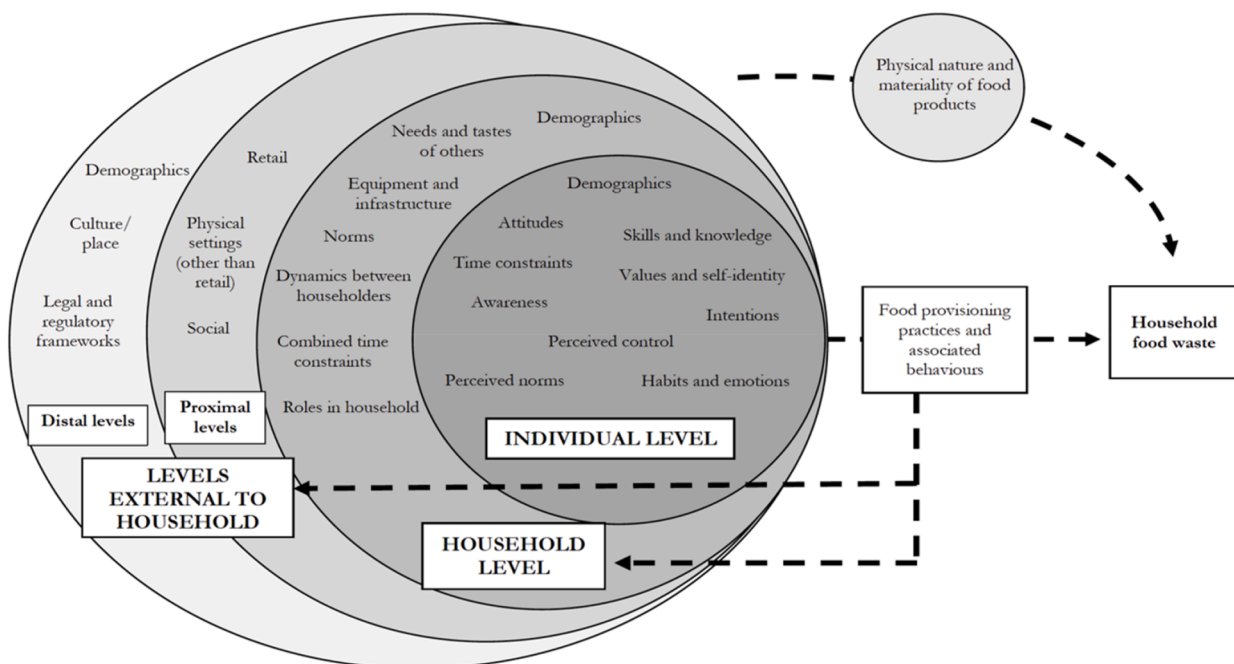 Physical nature and
materiality of food
products
Demographics
Culture/
place
Legal and
regulatory
frameworks
Distal levels
Retail
Physical
settings
(other than
retail)
Social
Proximal
levels
LEVELS
EXTERNAL TO
HOUSEHOLD
Demographics
Needs and tastes
of others
Equipment and
infrastructure
Norms
Dynamics between
householders
Combined time
constraints
Roles in household
HOUSEHOLD
LEVEL
Demographics
Attitudes
Skills and knowledge
Time constraints
Values and self-identity
Awareness
Intentions
Perceived control
Perceived norms
Habits and emotions
INDIVIDUAL LEVEL
Food provisioning
practices and
associated
behaviours
Household
food waste